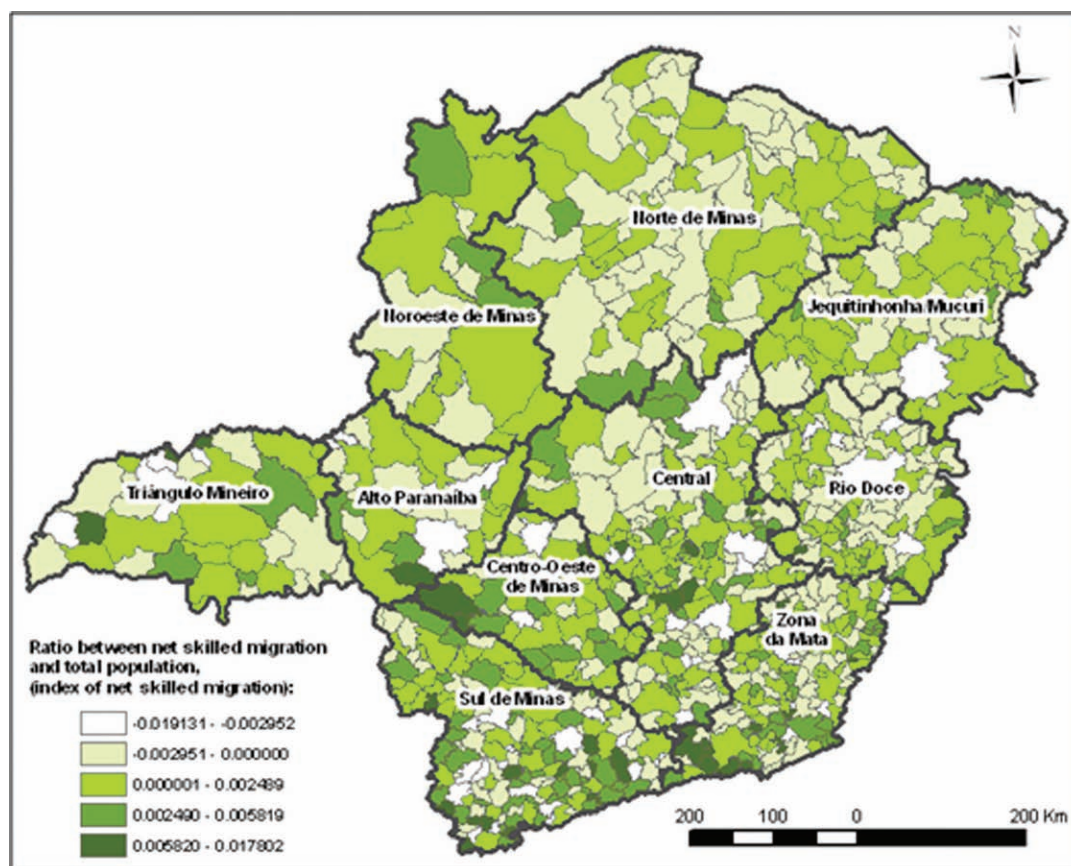 N
Norte de Minas
Jequitinhonha/Mucuri
Noroeste de Minas
Triângulo Mineiro
Alto Paranaíba
Central
Rio Doce
Centro-Oeste
de Minas
Zona
da Mata
Sul de Minas
Ratio between net skilled migration
and total population,
(index of net skilled migration):
-0.019131 - -0.002952
-0.002951 - 0.000000
0.000001 - 0.002489
0.002490 - 0.005819
0.005820 - 0.017802
200 100 0 200 Km